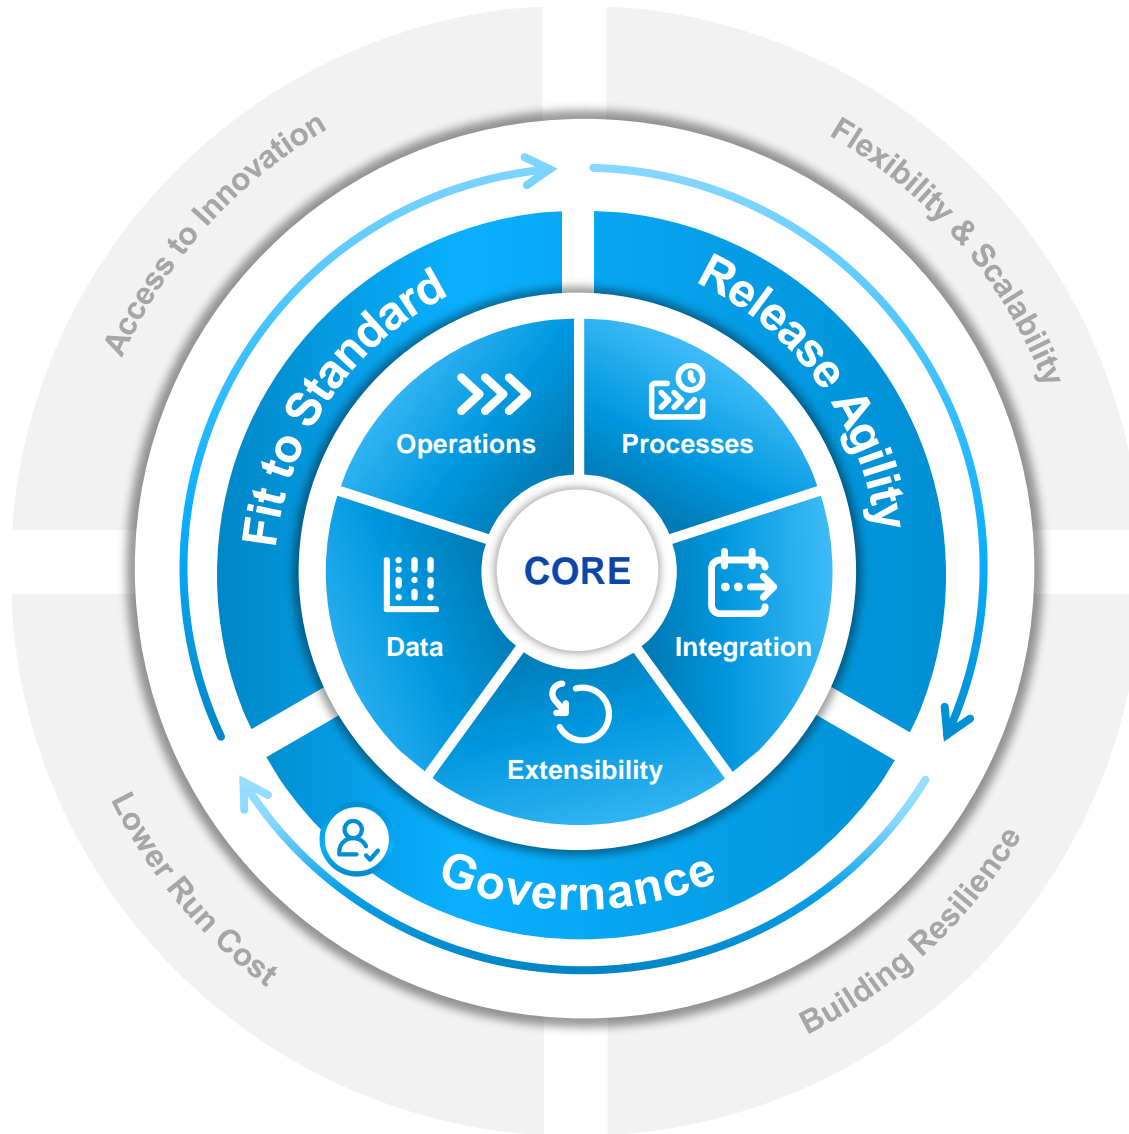 Access to Innovation
Flexibility & Scalability
Fit to Standard
Release Agility
Operations
Processes
CORE
Data
Integration
Extensibility
Governance
Lower Run Cost
Building Resilience